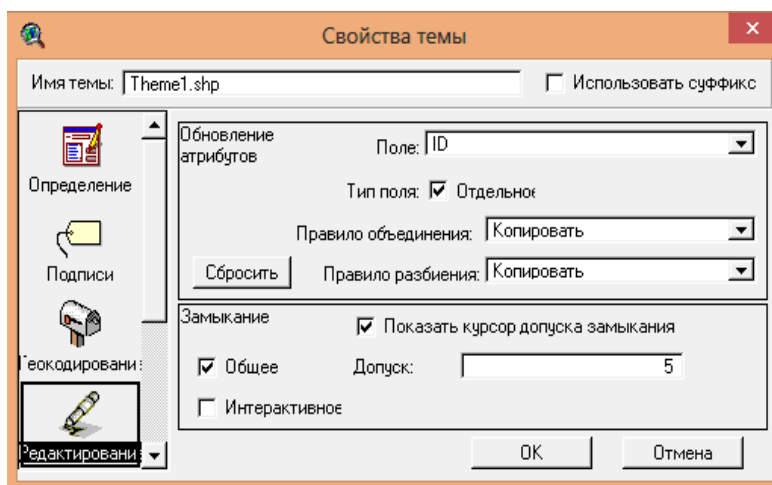 Свойства темы
Имя темы: Theme1.shp
Использовать суффикс
Определение
Подписи
Геокодировани
Редактировани
Обновление
атрибутов
Поле: ID
Тип поля: Отдельное
Правило объединения: Копировать
Сбросить
Правило разбиения: Копировать
Замыкание
Показать курсор допуска замыкания
Общее
Допуск: 5
Интерактивное
OK
Отмена